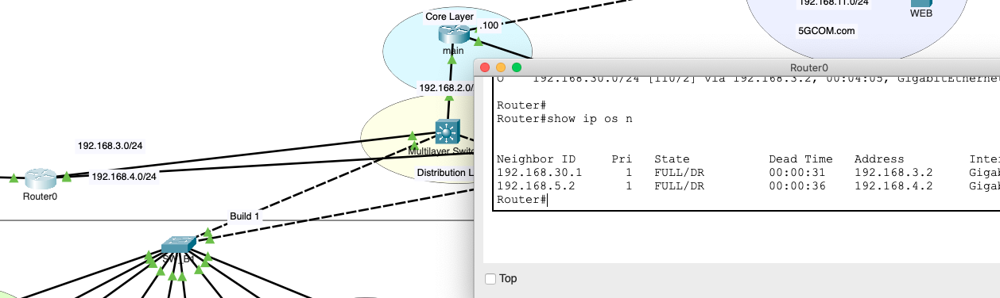 192.168.11.0/24
WEB
5GCOM.com
Core Layer
.100
main
192.168.2.0/
192.168.3.0/24
192.168.4.0/24
Router0
Multilayer Switc
Distribution L
Build 1
SW_B1
Router0
O 192.168.30.0/24 [110/2] via 192.168.3.2, 00:04:05, GigabitEtherne
Router#
Router#show ip os n
Neighbor ID Pri State Dead Time Address Inte
192.168.30.1 1 FULL/DR 00:00:31 192.168.3.2 Gigab
192.168.5.2 1 FULL/DR 00:00:36 192.168.4.2 Gigab
Router#
Top